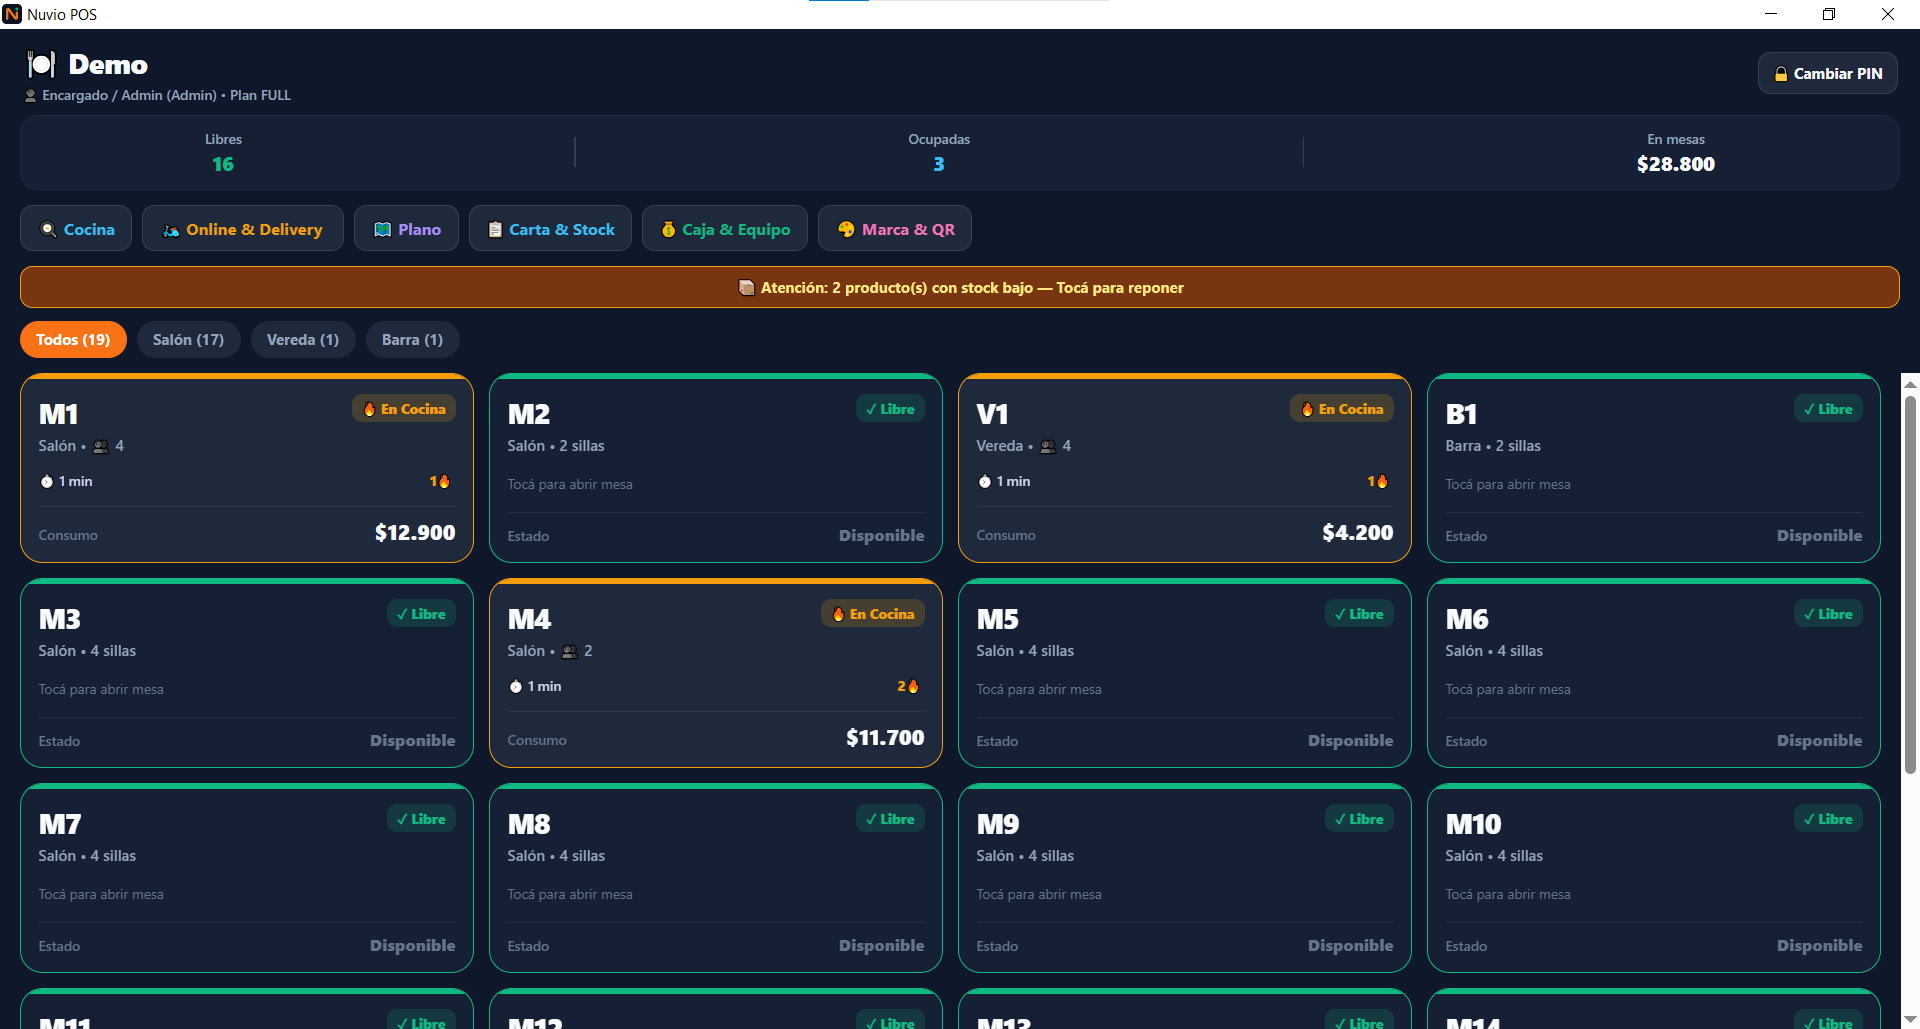 Nuvio POS
Demo
Encargado / Admin (Admin) • Plan FULL
Cambiar PIN
Libres
16
Ocupadas
3
En mesas
$28.800
Cocina
Online & Delivery
Plano
Carta & Stock
Caja & Equipo
Marca & QR
Atención: 2 producto(s) con stock bajo — Tocá para reponer
Todos (19)
Salón (17)
Vereda (1)
Barra (1)
M1
En Cocina
Salón • 4
1 min
1
Consumo
$12.900
M2
✓ Libre
Salón • 2 sillas
Tocá para abrir mesa
Estado
Disponible
V1
En Cocina
Vereda • 4
1 min
1
Consumo
$4.200
B1
✓ Libre
Barra • 2 sillas
Tocá para abrir mesa
Estado
Disponible
M3
✓ Libre
Salón • 4 sillas
Tocá para abrir mesa
Estado
Disponible
M4
En Cocina
Salón • 2
1 min
2
Consumo
$11.700
M5
✓ Libre
Salón • 4 sillas
Tocá para abrir mesa
Estado
Disponible
M6
✓ Libre
Salón • 4 sillas
Tocá para abrir mesa
Estado
Disponible
M7
✓ Libre
Salón • 4 sillas
Tocá para abrir mesa
Estado
Disponible
M8
✓ Libre
Salón • 4 sillas
Tocá para abrir mesa
Estado
Disponible
M9
✓ Libre
Salón • 4 sillas
Tocá para abrir mesa
Estado
Disponible
M10
✓ Libre
Salón • 4 sillas
Tocá para abrir mesa
Estado
Disponible
M11
✓ Libre
M12
✓ Libre
M13
✓ Libre
M14
✓ Libre